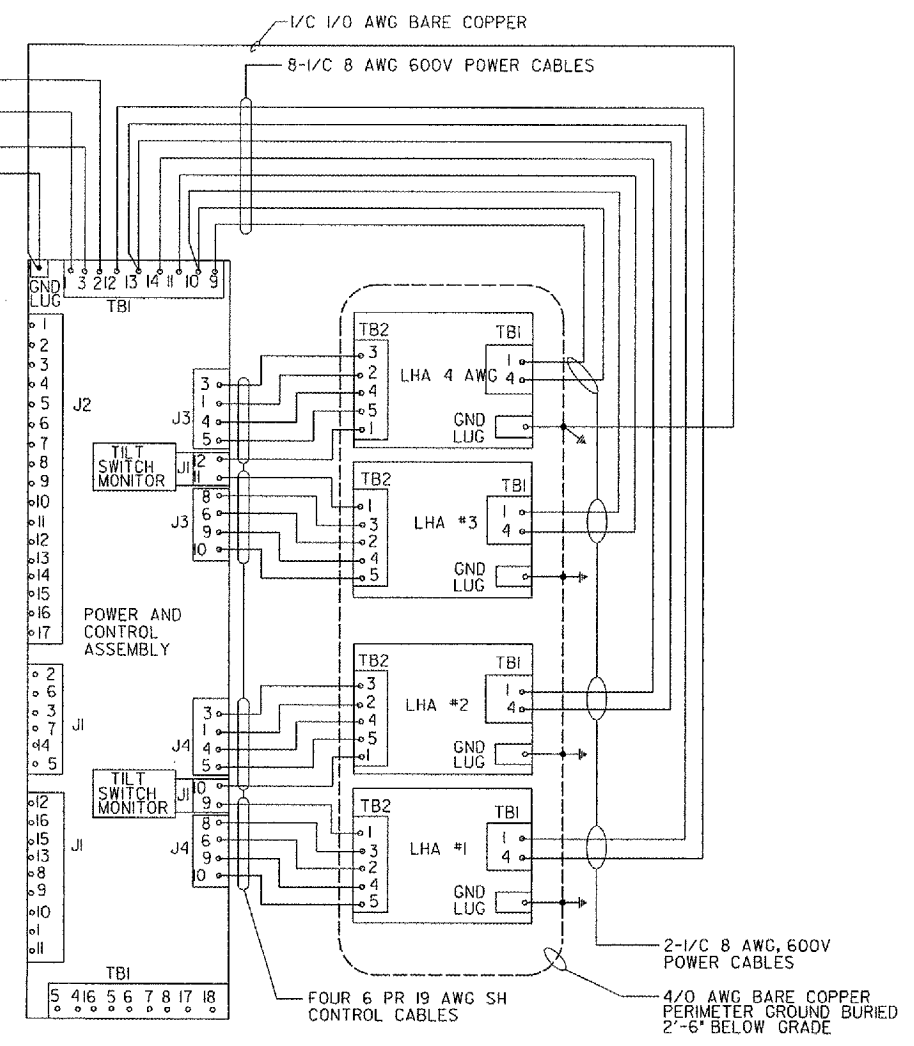 1/C 1/0 AWG BARE COPPER
8-1/C 8 AWG 600V POWER CABLES
GND
LUG
1 3 2 12 13 14 11 10 9
TB1
1
2
3
4
5
6
7
8
9
10
11
12
13
14
15
16
17
J2
3
1
4
5
J3
TILT
SWITCH
MONITOR
J1
12
11
8
6
9
10
J3
POWER AND
CONTROL
ASSEMBLY
2
6
3
7
14
5
J1
3
1
4
5
J4
TILT
SWITCH
MONITOR
J1
10
9
8
6
9
10
J4
12
16
15
13
8
9
10
1
11
J1
TB1
5 4 16 5 6 7 8 17 18
TB2
3
2
4
5
1
LHA 4 AWG
TB1
1
4
GND
LUG
TB2
1
3
2
4
5
LHA #3
TB1
1
4
GND
LUG
TB2
3
2
4
5
1
LHA #2
TB1
1
4
GND
LUG
TB2
1
3
2
4
5
LHA #1
TB1
1
4
GND
LUG
2-1/C 8 AWG, 600V
POWER CABLES
FOUR 6 PR 19 AWG SH
CONTROL CABLES
4/0 AWG BARE COPPER
PERIMETER GROUND BURIED
2'-6" BELOW GRADE